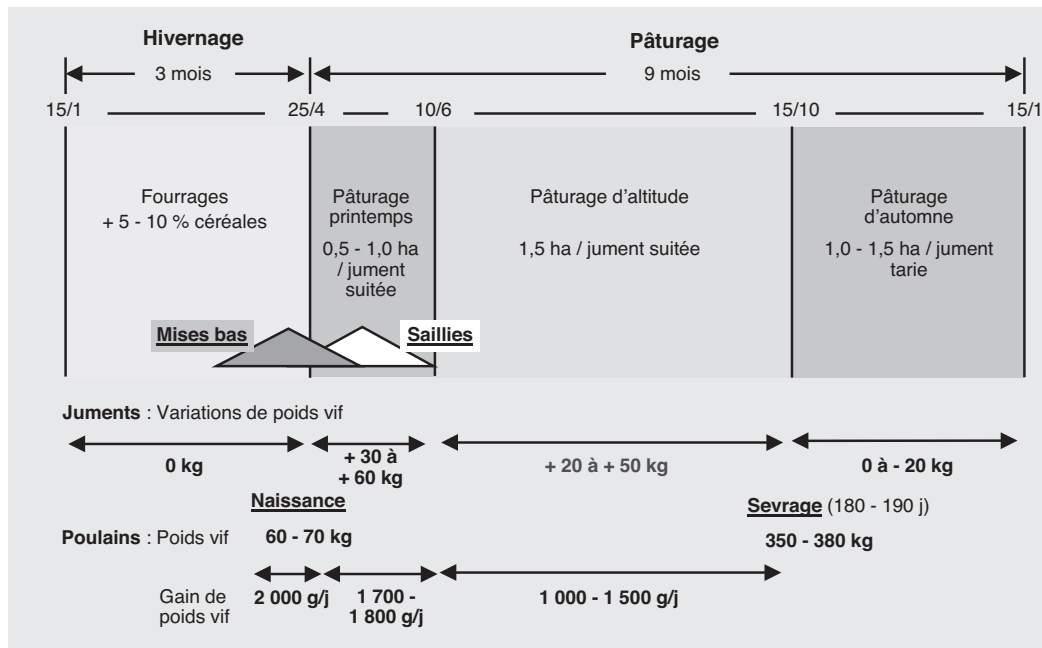 Hivernage
Pâturage
3 mois
9 mois
15/1
25/4
10/6
15/10
15/1
Fourrages
+ 5 - 10 % céréales
Pâturage
printemps
0,5 - 1,0 ha
/ jument
suitée
Pâturage d'altitude
1,5 ha / jument suitée
Pâturage
d'automne
1,0 - 1,5 ha / jument
tarie
Mises bas
Saillies
Juments : Variations de poids vif
0 kg
+ 30 à
+ 60 kg
+ 20 à + 50 kg
0 à - 20 kg
Naissance
Sevrage (180 - 190 j)
Poulains : Poids vif
60 - 70 kg
350 - 380 kg
Gain de
poids vif
2 000 g/j
1 700 -
1 800 g/j
1 000 - 1 500 g/j